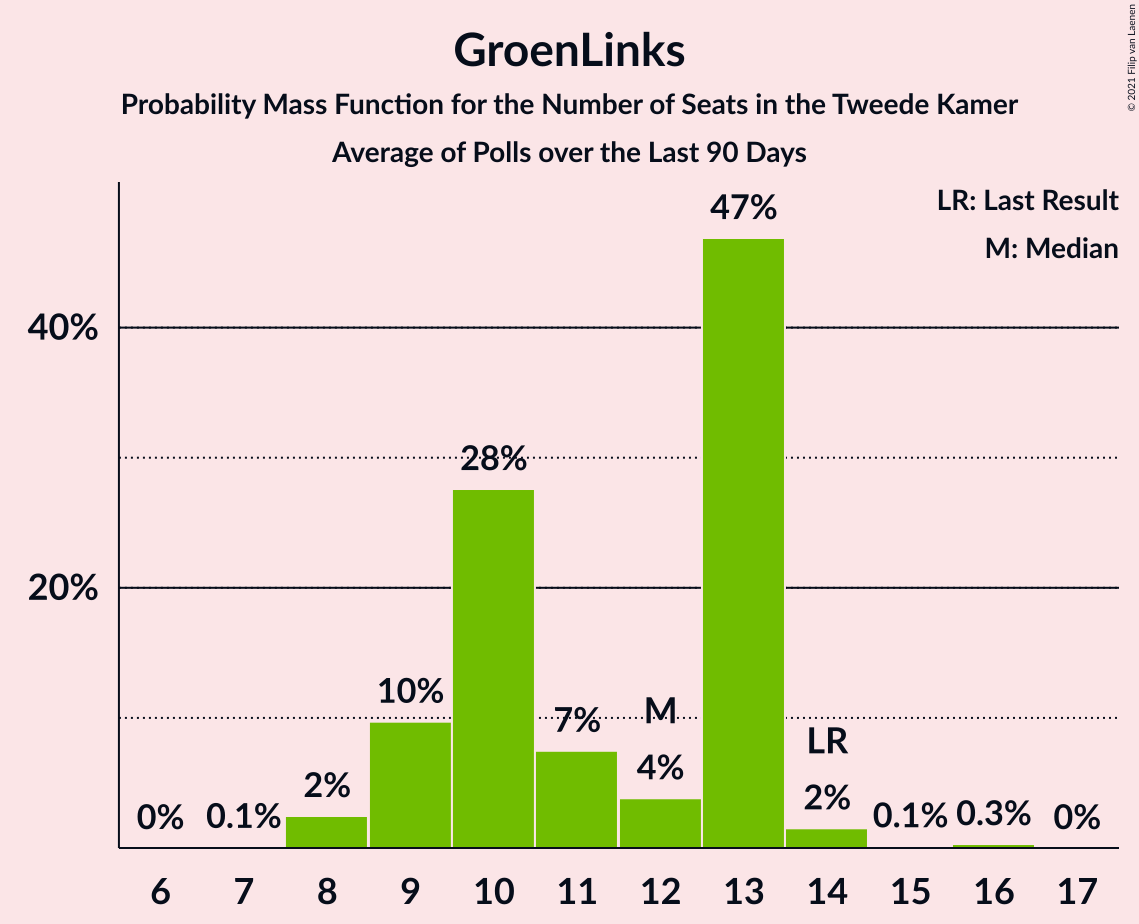 GroenLinks
Probability Mass Function for the Number of Seats in the Tweede Kamer
Average of Polls over the Last 90 Days
© 2021 Filip van Laenen
LR: Last Result
M: Median
40%
20%
0%
0.1%
2%
10%
28%
7%
M
4%
47%
LR
2%
0.1%
0.3%
0%
6 7 8 9 10 11 12 13 14 15 16 17